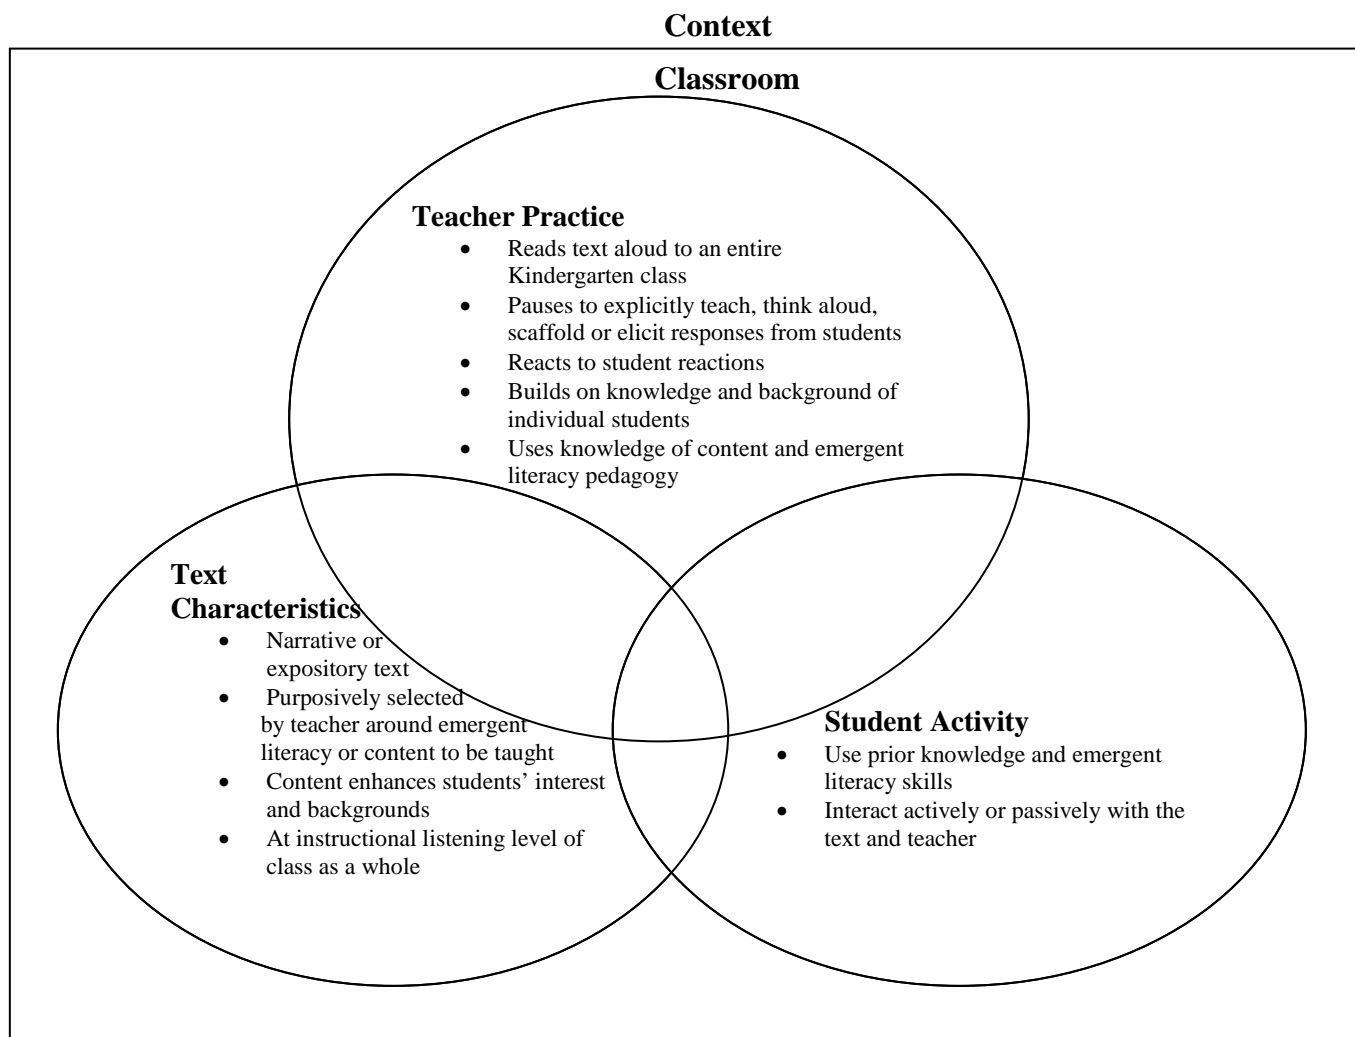 Context
Classroom
Teacher Practice
• Reads text aloud to an entire
Kindergarten class
• Pauses to explicitly teach, think aloud,
scaffold or elicit responses from students
• Reacts to student reactions
• Builds on knowledge and background of
individual students
• Uses knowledge of content and emergent
literacy pedagogy
Text
Characteristics
• Narrative or
expository text
• Purposively selected
by teacher around emergent
literacy or content to be taught
• Content enhances students’ interest
and backgrounds
• At instructional listening level of
class as a whole
Student Activity
• Use prior knowledge and emergent
literacy skills
• Interact actively or passively with the
text and teacher